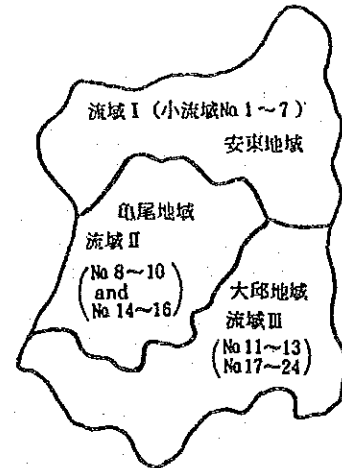 流域Ⅰ（小流域No.1～7）
安東地域
亀尾地域
流域Ⅱ
(No.8～10
and
No.14～16)
大邱地域
流域Ⅲ
(No.11～13
No.17～24)